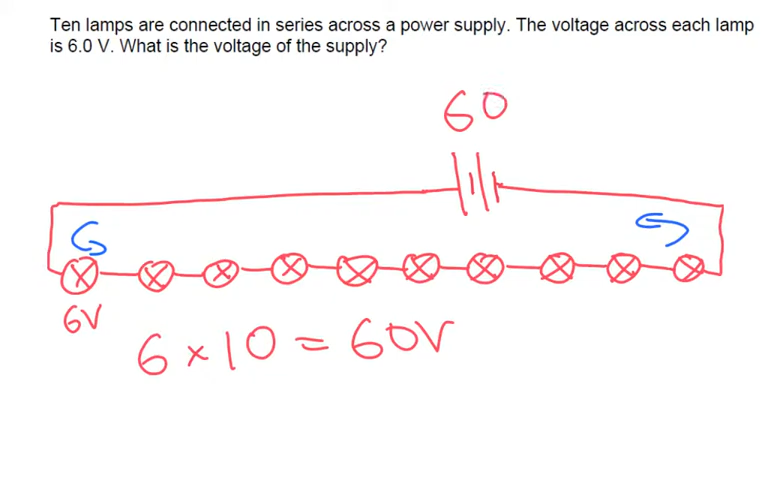 Ten lamps are connected in series across a power supply. The voltage across each lamp
is 6.0 V. What is the voltage of the supply?
60
6V
6 × 10 = 60V